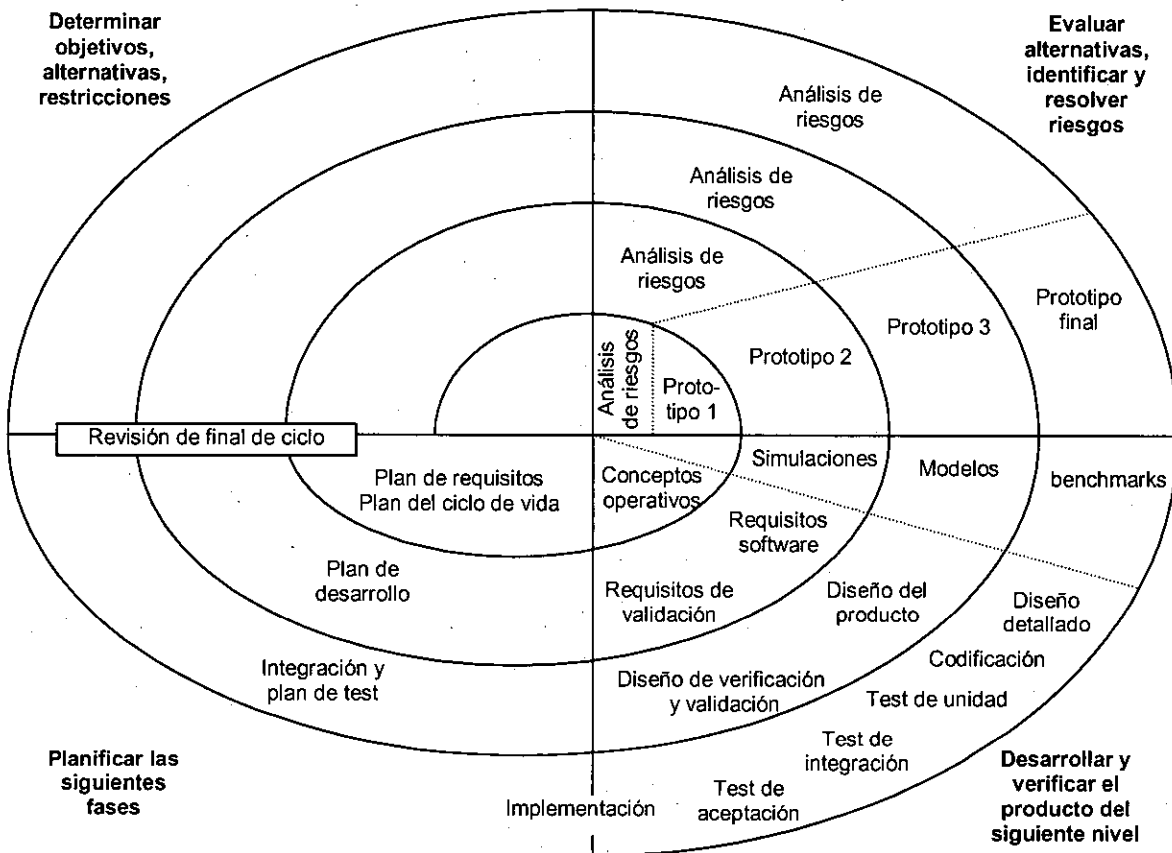 Determinar
objetivos,
alternativas,
restricciones
Evaluar
alternativas,
identificar y
resolver
riesgos
Análisis de
riesgos
Análisis de
riesgos
Análisis de
riesgos
Análisis
de riesgos
Proto-
tipo 1
Prototipo 2
Prototipo 3
Prototipo
final
Revisión de final de ciclo
Plan de requisitos
Plan del ciclo de vida
Conceptos
operativos
Simulaciones
Modelos
benchmarks
Requisitos
software
Plan de
desarrollo
Requisitos de
validación
Diseño del
producto
Diseño
detallado
Codificación
Integración y
plan de test
Diseño de verificación
y validación
Test de unidad
Test de
integración
Test de
aceptación
Implementación
Planificar las
siguientes
fases
Desarrollar y
verificar el
producto del
siguiente nivel